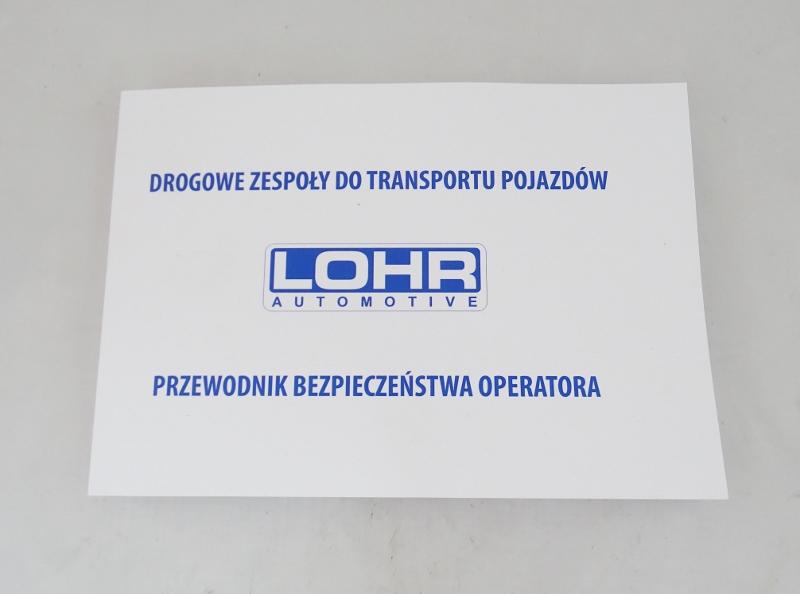 DROGOWE ZESPOŁY DO TRANSPORTU POJAZDÓW
LOHR
AUTOMOTIVE
PRZEWODNIK BEZPIECZEŃSTWA OPERATORA